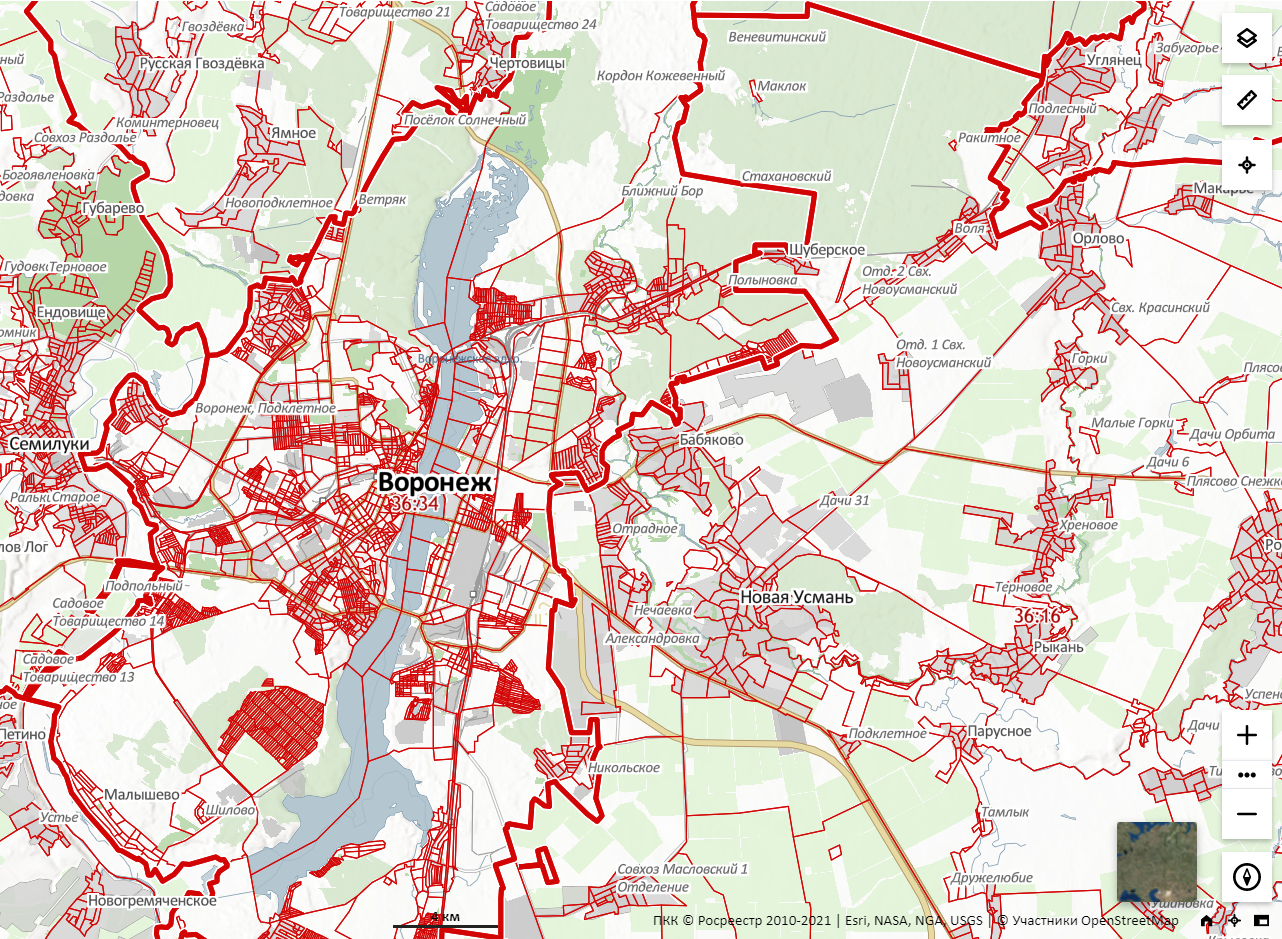 Товарищество 21
Садовое
Товарищество 24
Гвоздёвка
Веневитинский
Забугорье
Русская Гвоздёвка
Чертовицы
Углянец
Кордон Кожевенный
Маклок
Раздолье
Подлесный
Коминтерновец
Посёлок Солнечный
Совхоз Раздолье
Ямное
Ракитное
Богоявленовка
Стахановский
Ближний Бор
Макарье
Губарево
Новоподклетное
Ветряк
Воля
Орлово
Шуберское
Терновое
Отд. 2 Свх.
Новоусманский
Полыновка
Ендовище
Свх. Красинский
Отд. 1 Свх.
Новоусманский
Горки
Воронеж, Подклетное
Семилуки
Бабяково
Малые Горки
Дачи Орбита
Дачи 6
Воронеж
36:34
Плясово Снежко
Старое
Дачи 31
Отрадное
Хреновое
лов Лог
Подпольный
Терновое
Садовое
Товарищество 14
Новая Усмань
Нечаевка
36:16
Александровка
Рыкань
Садовое
Товарищество 13
Петино
Дачи
Подклетное
Парусное
Никольское
Малышево
Шилово
Устье
Тамлык
Совхоз Масловский 1
Отделение
Дружелюбие
Новогремяченское
Ушановка
4 км
ПКК © Росреестр 2010-2021 | Esri, NASA, NGA, USGS | © Участники OpenStreetMap